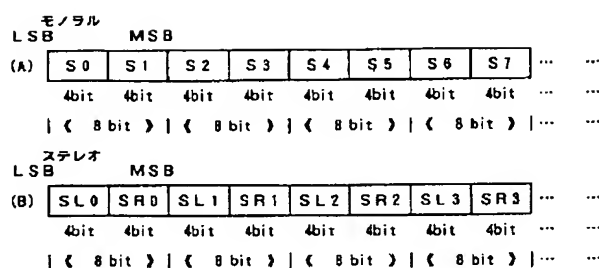 モノラル
LSB MSB
(A) S0 S1 S2 S3 S4 S5 S6 S7 … …
4bit 4bit 4bit 4bit 4bit 4bit 4bit 4bit … …
|《 8bit 》|《 8bit 》|《 8bit 》|《 8bit 》|… …
ステレオ
LSB MSB
(B) SL0 SR0 SL1 SR1 SL2 SR2 SL3 SR3 … …
4bit 4bit 4bit 4bit 4bit 4bit 4bit 4bit … …
|《 8bit 》|《 8bit 》|《 8bit 》|《 8bit 》|… …